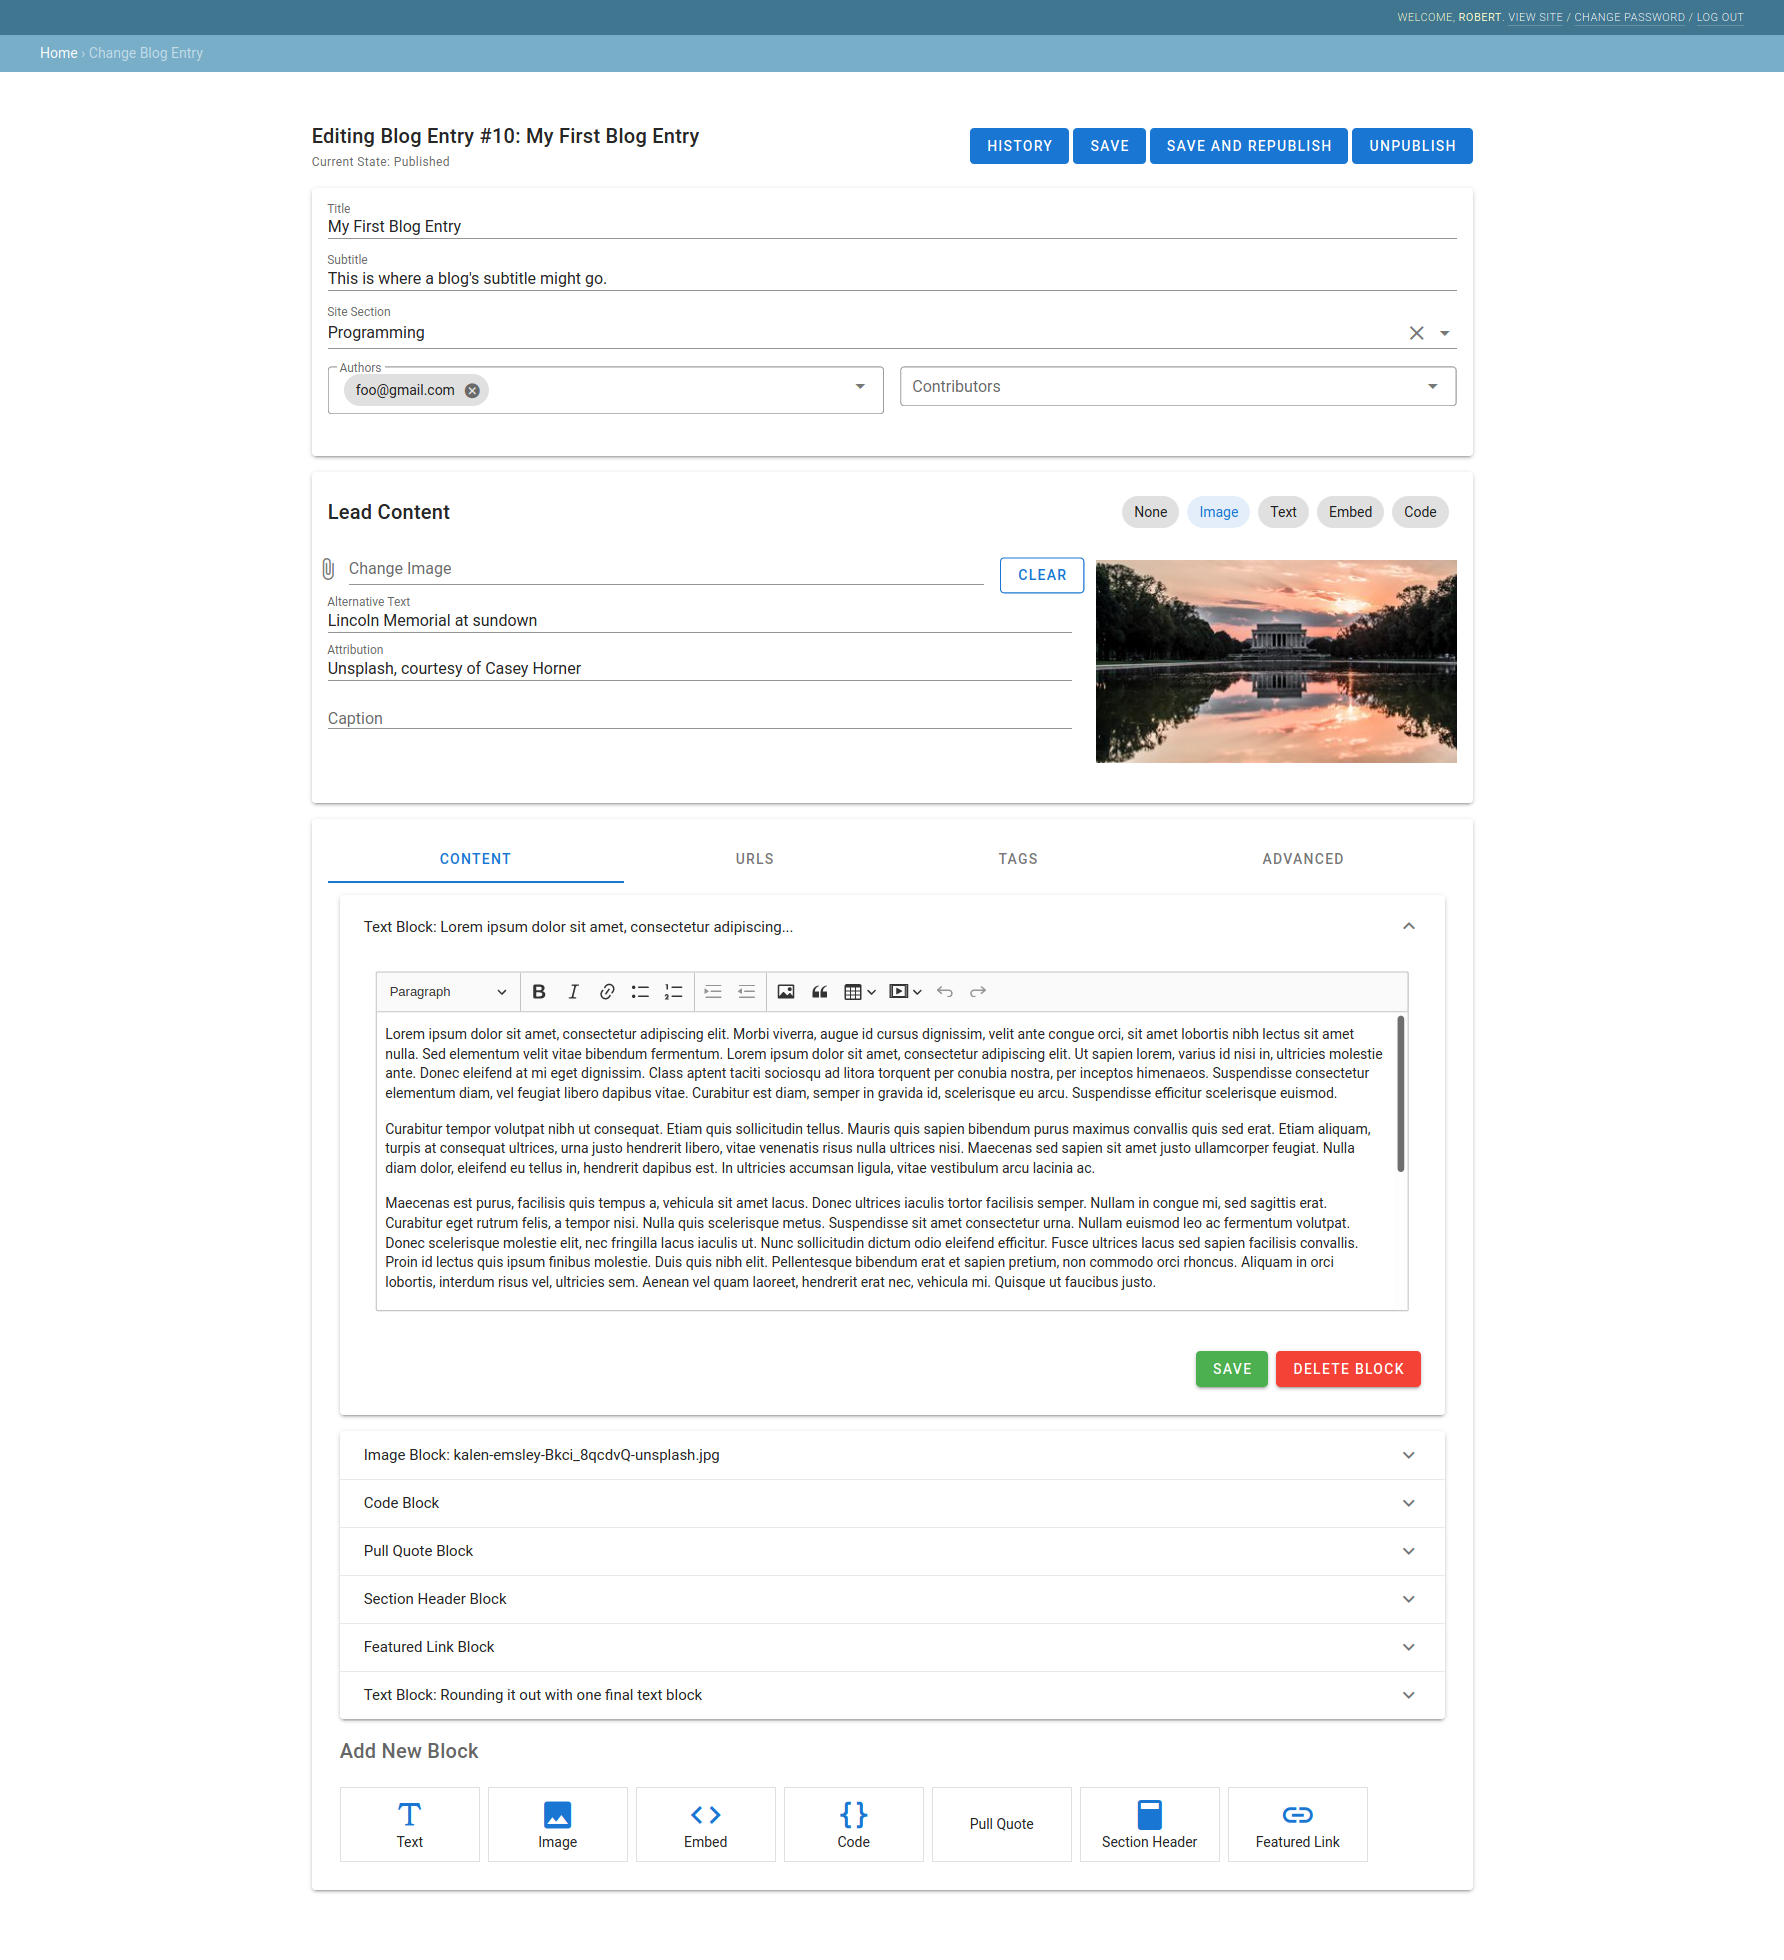 WELCOME, ROBERT. VIEW SITE / CHANGE PASSWORD / LOG OUT
Home › Change Blog Entry
Editing Blog Entry #10: My First Blog Entry
Current State: Published
HISTORY
SAVE
SAVE AND REPUBLISH
UNPUBLISH
Title
My First Blog Entry
Subtitle
This is where a blog's subtitle might go.
Site Section
Programming
Authors
foo@gmail.com
Contributors
Lead Content
None
Image
Text
Embed
Code
Change Image
CLEAR
Alternative Text
Lincoln Memorial at sundown
Attribution
Unsplash, courtesy of Casey Horner
Caption
CONTENT
URLS
TAGS
ADVANCED
Text Block: Lorem ipsum dolor sit amet, consectetur adipiscing...
Paragraph
Lorem ipsum dolor sit amet, consectetur adipiscing elit. Morbi viverra, augue id cursus dignissim, velit ante congue orci, sit amet lobortis nibh lectus sit amet
nulla. Sed elementum velit vitae bibendum fermentum. Lorem ipsum dolor sit amet, consectetur adipiscing elit. Ut sapien lorem, varius id nisi in, ultricies molestie
ante. Donec eleifend at mi eget dignissim. Class aptent taciti sociosqu ad litora torquent per conubia nostra, per inceptos himenaeos. Suspendisse consectetur
elementum diam, vel feugiat libero dapibus vitae. Curabitur est diam, semper in gravida id, scelerisque eu arcu. Suspendisse efficitur scelerisque euismod.
Curabitur tempor volutpat nibh ut consequat. Etiam quis sollicitudin tellus. Mauris quis sapien bibendum purus maximus convallis quis sed erat. Etiam aliquam,
turpis at consequat ultrices, urna justo hendrerit libero, vitae venenatis risus nulla ultrices nisi. Maecenas sed sapien sit amet justo ullamcorper feugiat. Nulla
diam dolor, eleifend eu tellus in, hendrerit dapibus est. In ultricies accumsan ligula, vitae vestibulum arcu lacinia ac.
Maecenas est purus, facilisis quis tempus a, vehicula sit amet lacus. Donec ultrices iaculis tortor facilisis semper. Nullam in congue mi, sed sagittis erat.
Curabitur eget rutrum felis, a tempor nisi. Nulla quis scelerisque metus. Suspendisse sit amet consectetur urna. Nullam euismod leo ac fermentum volutpat.
Donec scelerisque molestie elit, nec fringilla lacus iaculis ut. Nunc sollicitudin dictum odio eleifend efficitur. Fusce ultrices lacus sed sapien facilisis convallis.
Proin id lectus quis ipsum finibus molestie. Duis quis nibh elit. Pellentesque bibendum erat et sapien pretium, non commodo orci rhoncus. Aliquam in orci
lobortis, interdum risus vel, ultricies sem. Aenean vel quam laoreet, hendrerit erat nec, vehicula mi. Quisque ut faucibus justo.
SAVE
DELETE BLOCK
Image Block: kalen-emsley-Bkci_8qcdvQ-unsplash.jpg
Code Block
Pull Quote Block
Section Header Block
Featured Link Block
Text Block: Rounding it out with one final text block
Add New Block
Text
Image
Embed
Code
Pull Quote
Section Header
Featured Link